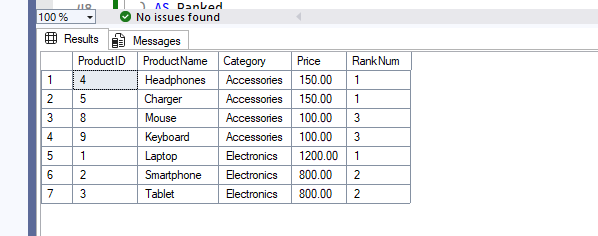 ) AS Ranked
100 %
No issues found
Results
Messages
ProductID ProductName Category Price RankNum
1 4 Headphones Accessories 150.00 1
2 5 Charger Accessories 150.00 1
3 8 Mouse Accessories 100.00 3
4 9 Keyboard Accessories 100.00 3
5 1 Laptop Electronics 1200.00 1
6 2 Smartphone Electronics 800.00 2
7 3 Tablet Electronics 800.00 2